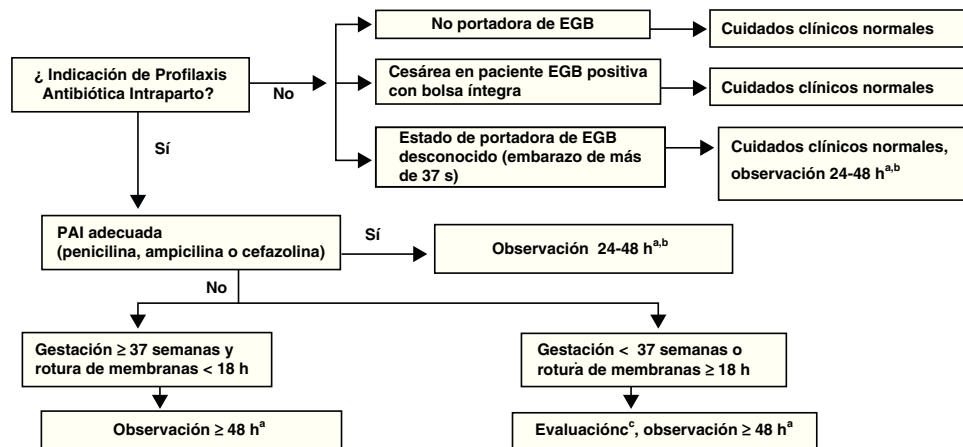 No portadora de EGB
Cuidados clínicos normales
¿ Indicación de Profilaxis
Antibiótica Intraparto?
No
Cesárea en paciente EGB positiva
con bolsa íntegra
Cuidados clínicos normales
Sí
Estado de portadora de EGB
desconocido (embarazo de más
de 37 s)
Cuidados clínicos normales,
observación 24-48 hª,ᵇ
PAI adecuada
(penicilina, ampicilina o cefazolina)
Sí
Observación 24-48 hª,ᵇ
No
Gestación ≥ 37 semanas y
rotura de membranas < 18 h
Gestación < 37 semanas o
rotura de membranas ≥ 18 h
Observación ≥ 48 hª
Evaluaciónᶜ, observación ≥ 48 hª